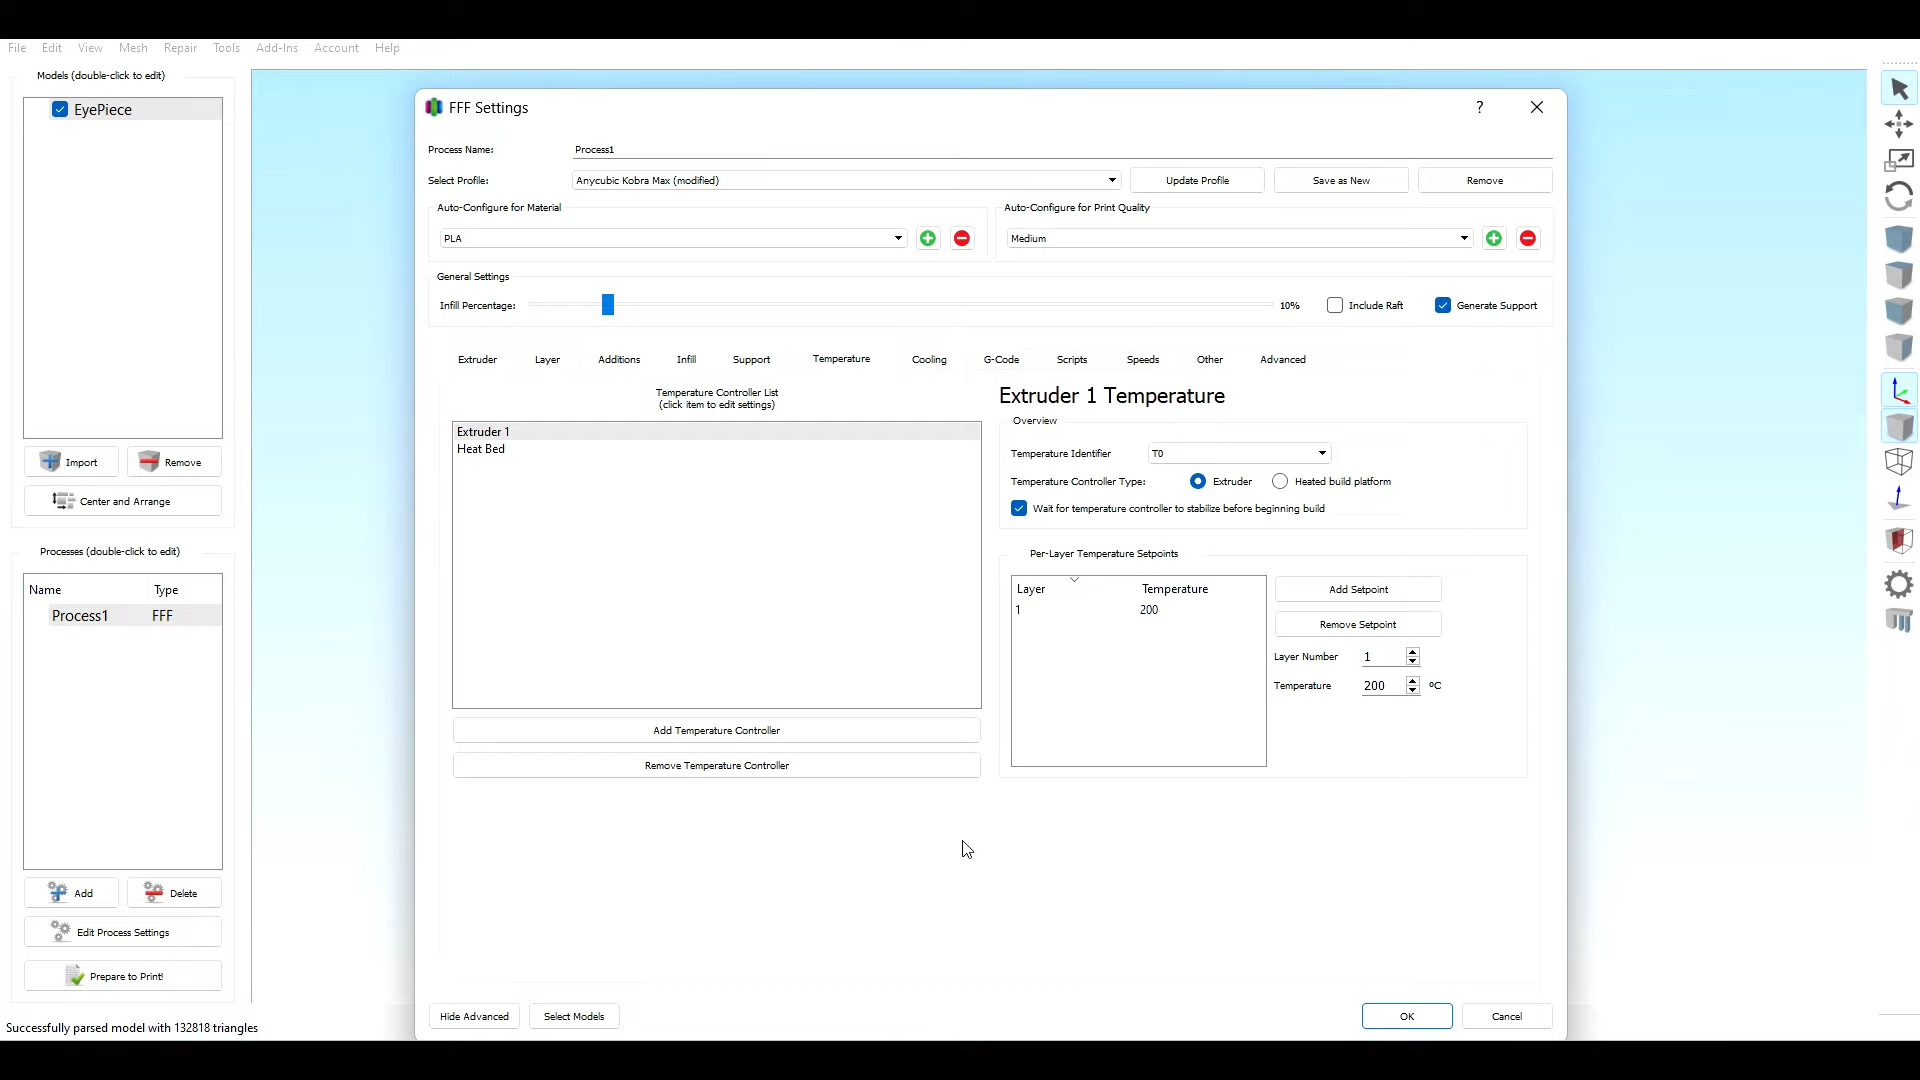 File Edit View Mesh Repair Tools Add-Ins Account Help
Models (double-click to edit)
EyePiece
Import Remove
Center and Arrange
Processes (double-click to edit)
Name Type
Process1 FFF
Add Delete
Edit Process Settings
Prepare to Print!
Successfully parsed model with 132818 triangles
FFF Settings ?
Process Name: Process1
Select Profile: Anycubic Kobra Max (modified) Update Profile Save as New Remove
Auto-Configure for Material
PLA
Auto-Configure for Print Quality
Medium
General Settings
Infill Percentage: 10% Include Raft Generate Support
Extruder Layer Additions Infill Support Temperature Cooling G-Code Scripts Speeds Other Advanced
Temperature Controller List
(click item to edit settings)
Extruder 1
Heat Bed
Add Temperature Controller
Remove Temperature Controller
Extruder 1 Temperature
Overview
Temperature Identifier T0
Temperature Controller Type: Extruder Heated build platform
Wait for temperature controller to stabilize before beginning build
Per-Layer Temperature Setpoints
Layer Temperature
1 200
Add Setpoint
Remove Setpoint
Layer Number 1
Temperature 200 ºC
Hide Advanced Select Models OK Cancel